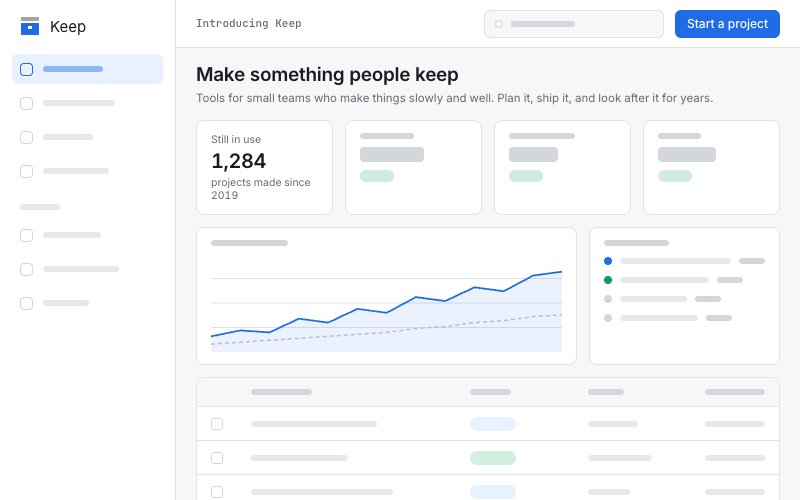 Keep
Introducing Keep
Start a project
Make something people keep
Tools for small teams who make things slowly and well. Plan it, ship it, and look after it for years.
Still in use
1,284
projects made since
2019